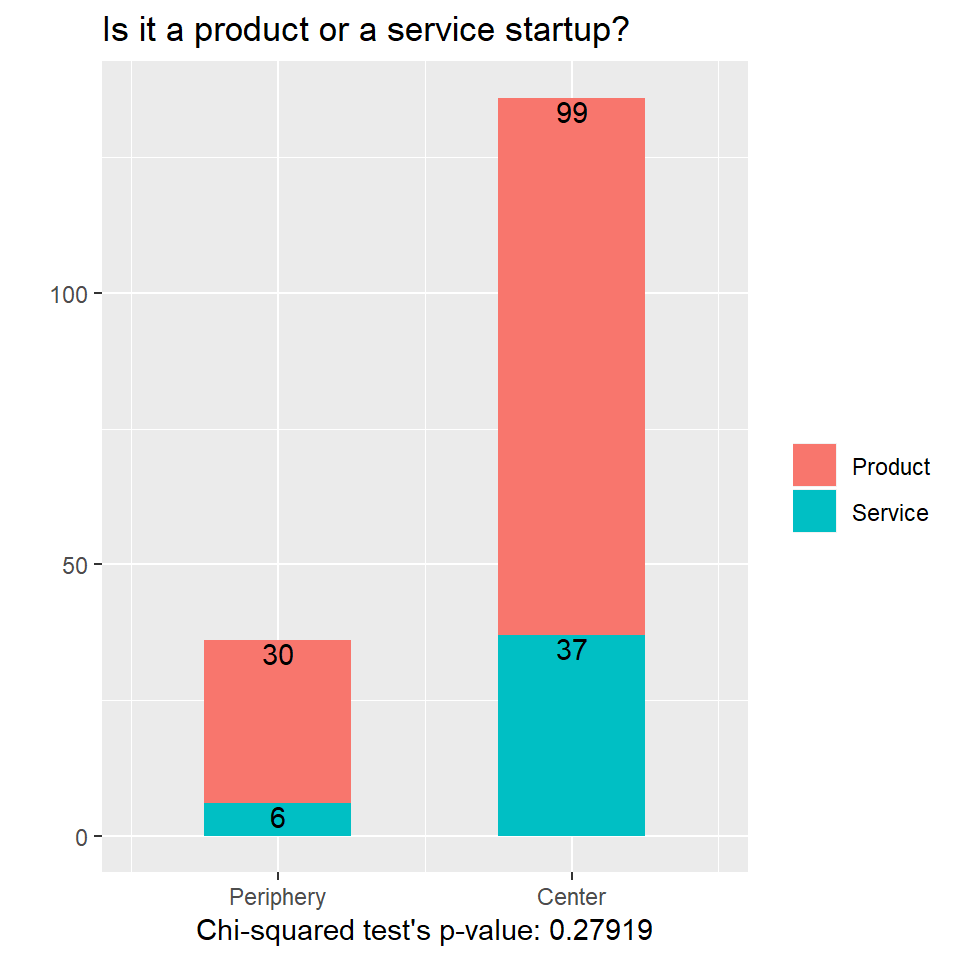 Is it a product or a service startup?
99
100
Product
Service
50
37
30
6
0
Periphery
Center
Chi-squared test's p-value: 0.27919